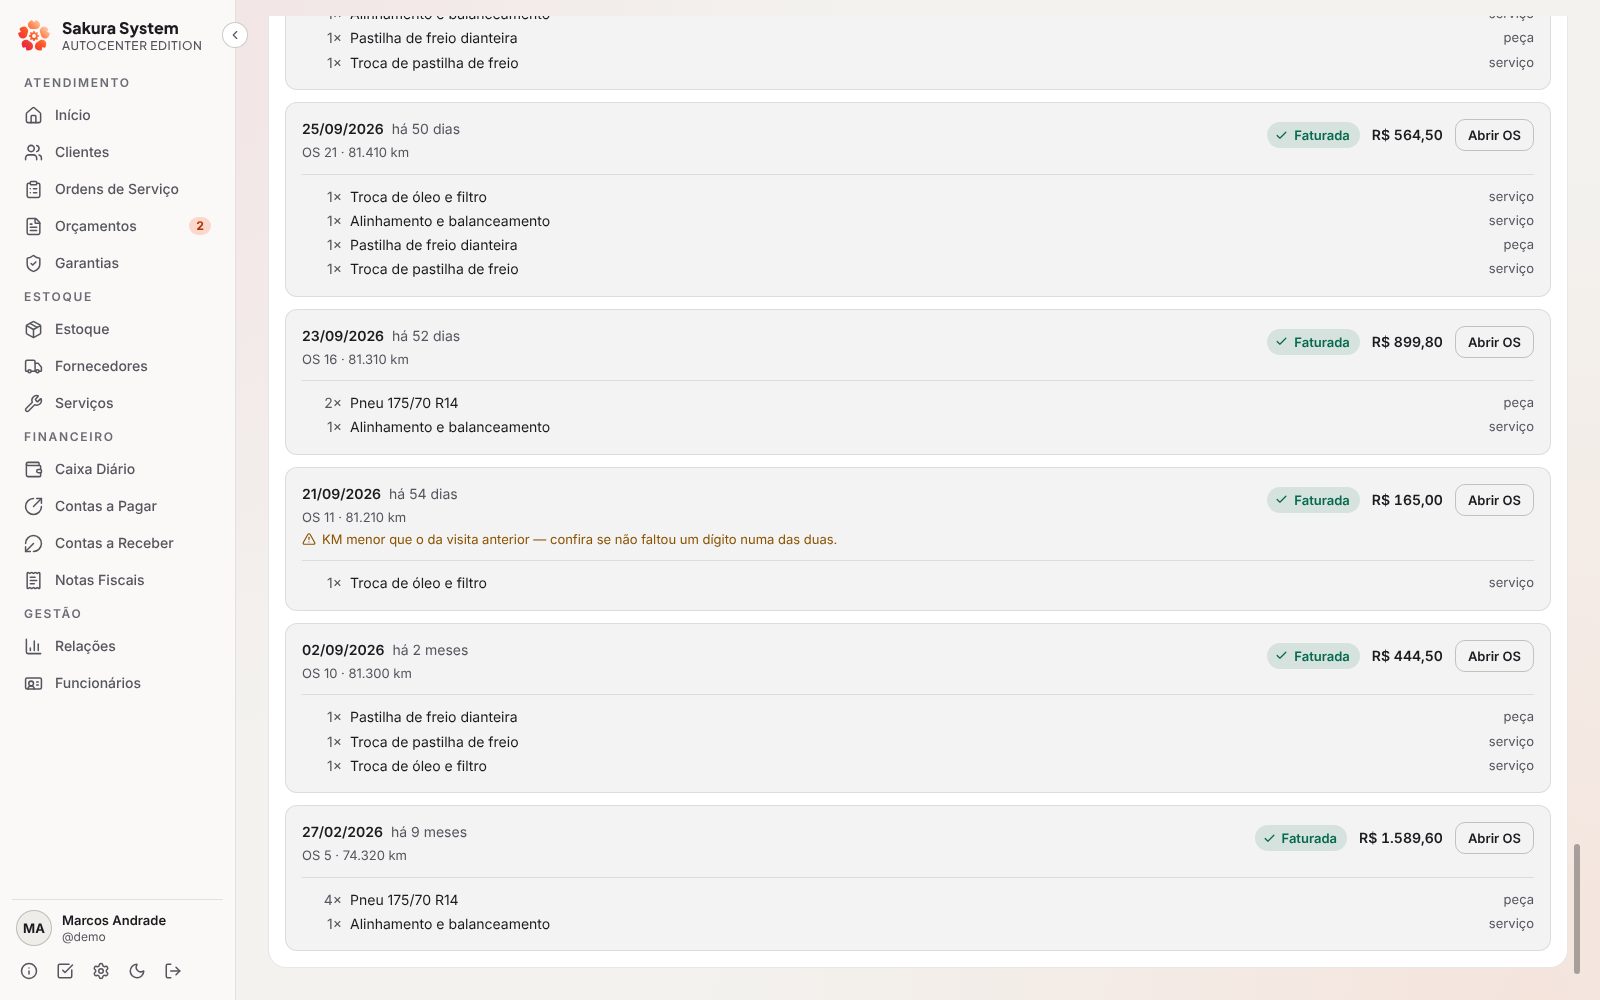 Sakura System
AUTOCENTER EDITION
ATENDIMENTO
Início
Clientes
Ordens de Serviço
Orçamentos 2
Garantias
ESTOQUE
Estoque
Fornecedores
Serviços
FINANCEIRO
Caixa Diário
Contas a Pagar
Contas a Receber
Notas Fiscais
GESTÃO
Relações
Funcionários
MA
Marcos Andrade
@demo
1× Alinhamento e balanceamento serviço
1× Pastilha de freio dianteira peça
1× Troca de pastilha de freio serviço
25/09/2026 há 50 dias Faturada R$ 564,50 Abrir OS
OS 21 · 81.410 km
1× Troca de óleo e filtro serviço
1× Alinhamento e balanceamento serviço
1× Pastilha de freio dianteira peça
1× Troca de pastilha de freio serviço
23/09/2026 há 52 dias Faturada R$ 899,80 Abrir OS
OS 16 · 81.310 km
2× Pneu 175/70 R14 peça
1× Alinhamento e balanceamento serviço
21/09/2026 há 54 dias Faturada R$ 165,00 Abrir OS
OS 11 · 81.210 km
KM menor que o da visita anterior — confira se não faltou um dígito numa das duas.
1× Troca de óleo e filtro serviço
02/09/2026 há 2 meses Faturada R$ 444,50 Abrir OS
OS 10 · 81.300 km
1× Pastilha de freio dianteira peça
1× Troca de pastilha de freio serviço
1× Troca de óleo e filtro serviço
27/02/2026 há 9 meses Faturada R$ 1.589,60 Abrir OS
OS 5 · 74.320 km
4× Pneu 175/70 R14 peça
1× Alinhamento e balanceamento serviço